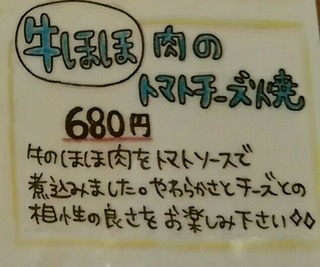 牛ほほ肉の
トマトチーズ焼
680円
牛のほほ肉をトマトソースで
煮込みました。やわらかさとチーズとの
相性の良さをお楽しみ下さい◇◇